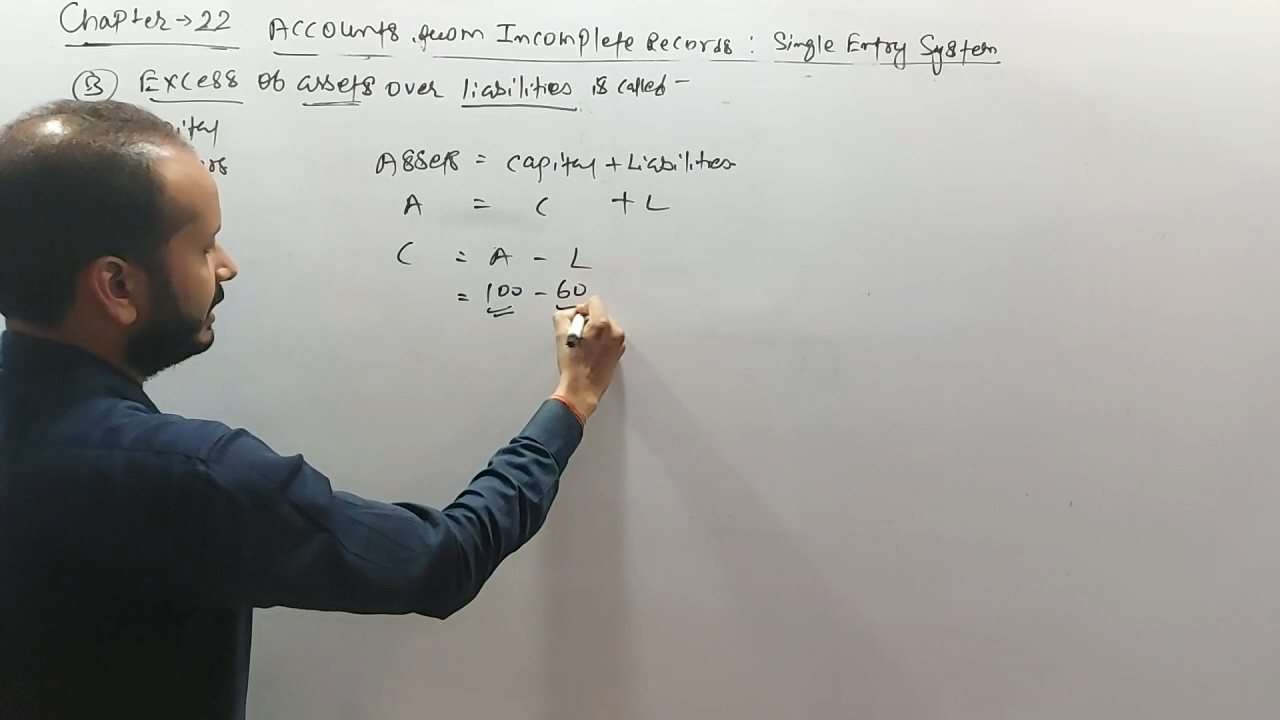 Chapter → 22 Accounts from Incomplete Records : Single Entry System
B Excess of assets over liabilities is called -
Assets = Capital + Liabilities
A = C + L
C = A - L
= 100 - 60